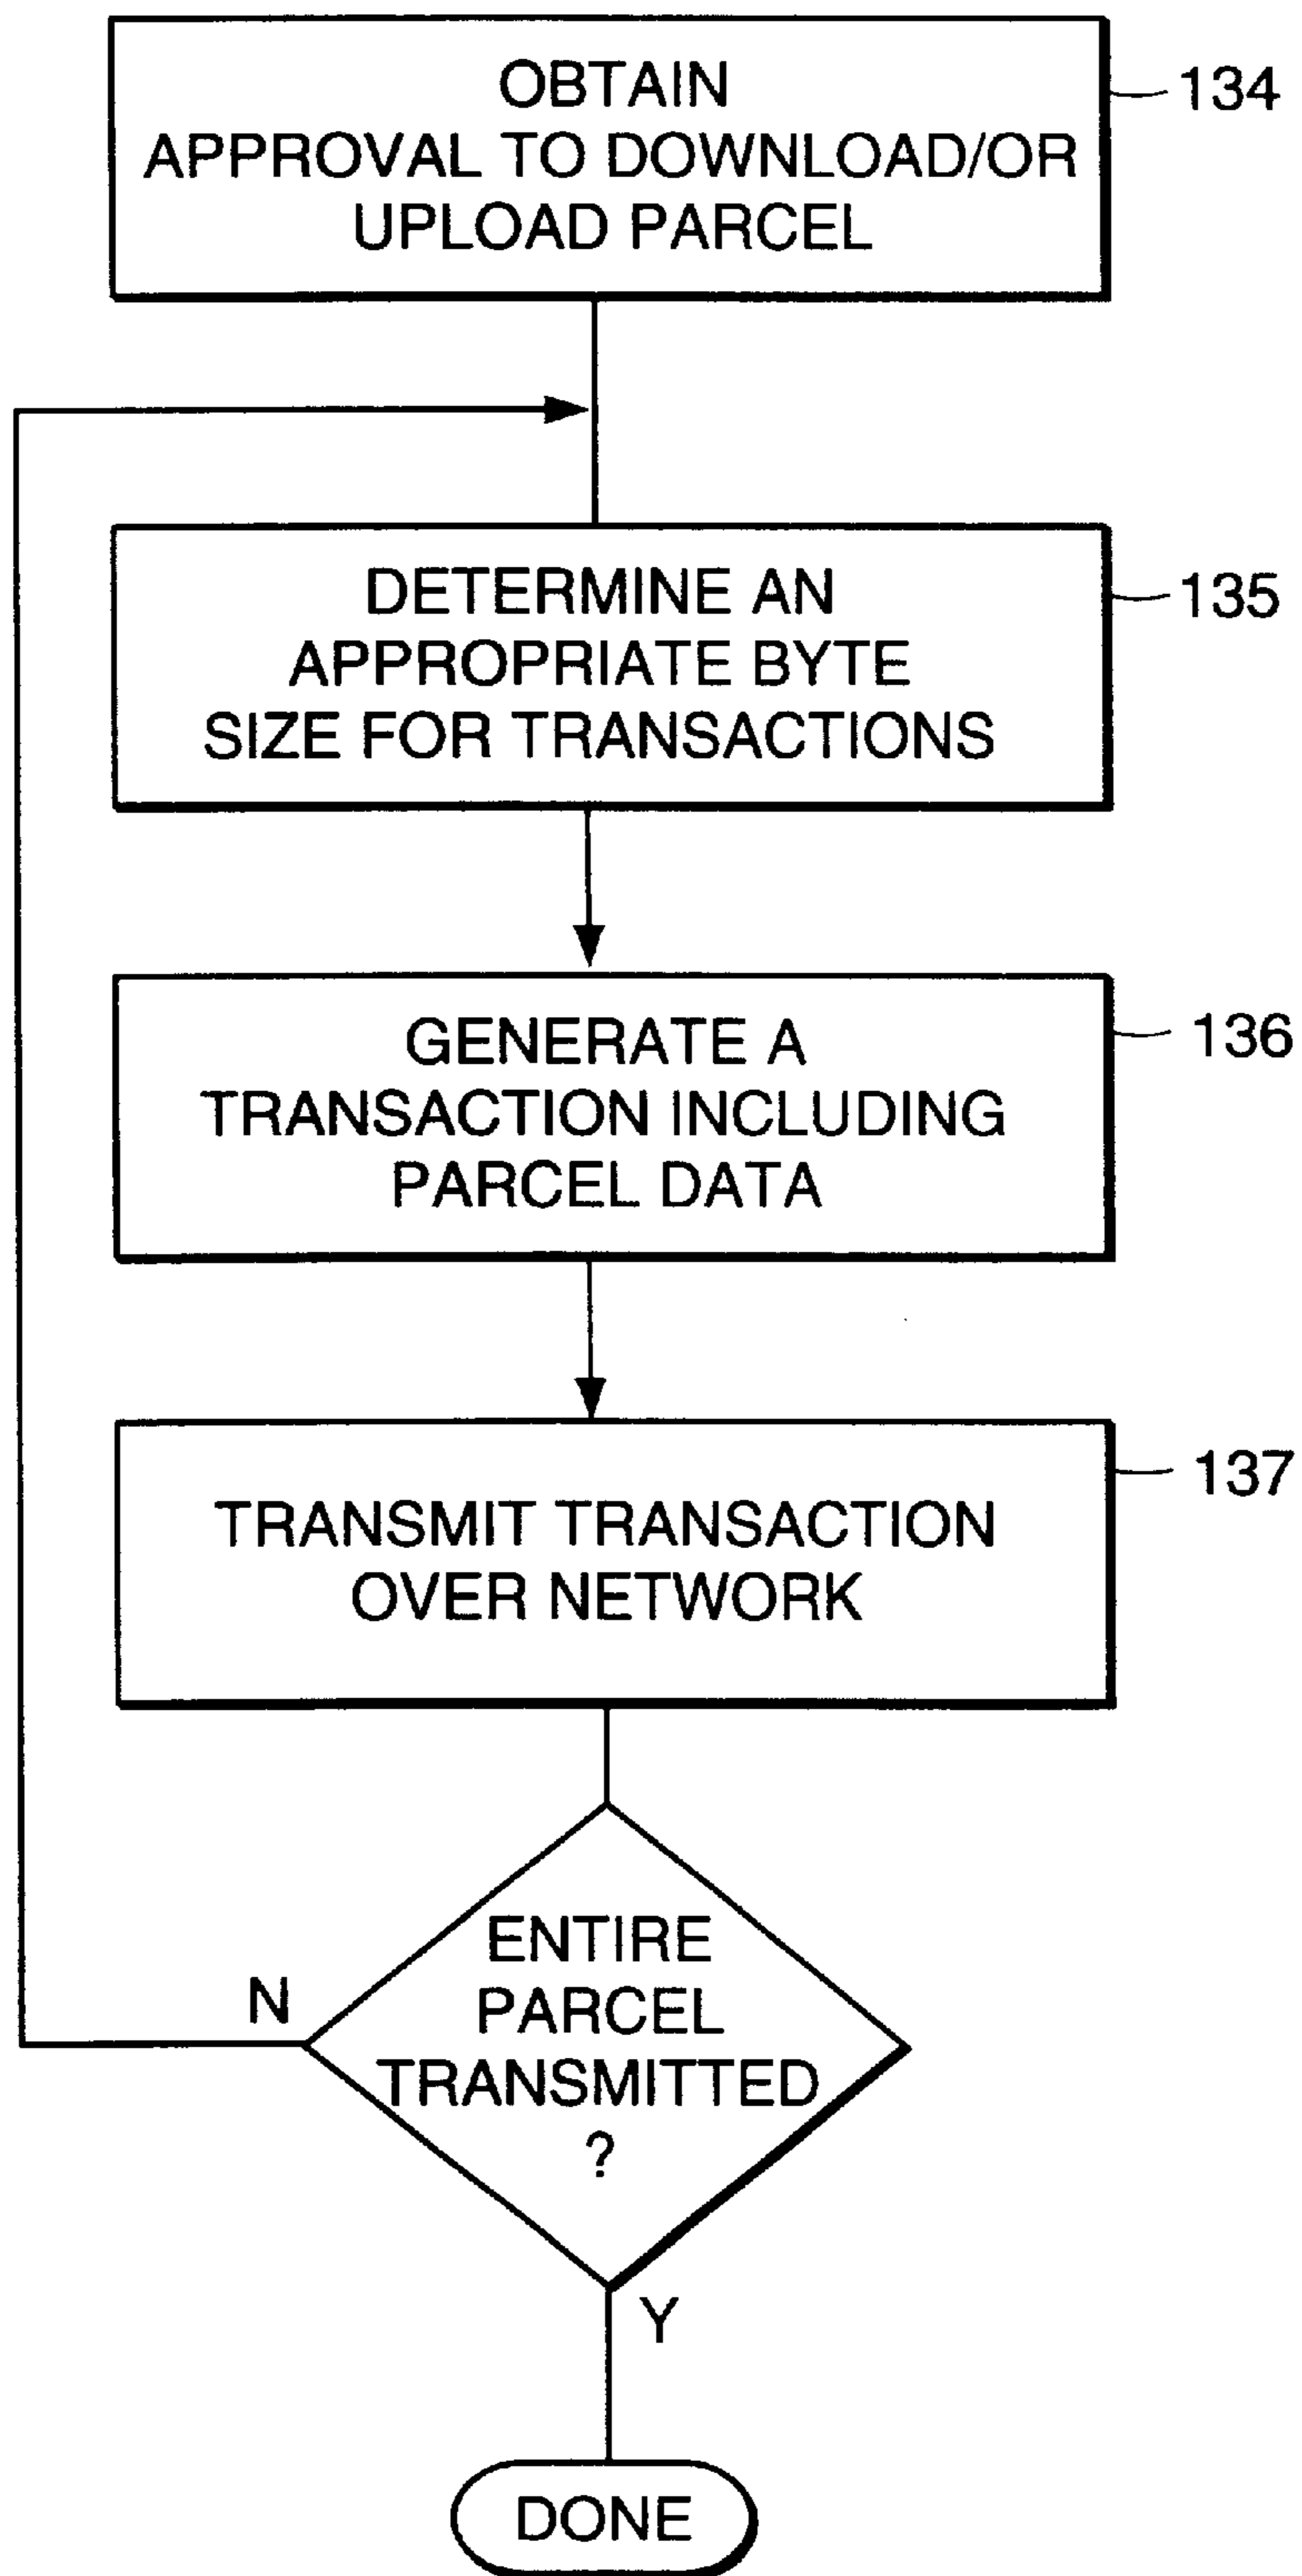 OBTAIN
APPROVAL TO DOWNLOAD/OR
UPLOAD PARCEL
134
DETERMINE AN
APPROPRIATE BYTE
SIZE FOR TRANSACTIONS
135
GENERATE A
TRANSACTION INCLUDING
PARCEL DATA
136
TRANSMIT TRANSACTION
OVER NETWORK
137
ENTIRE
PARCEL
TRANSMITTED
?
N
Y
DONE